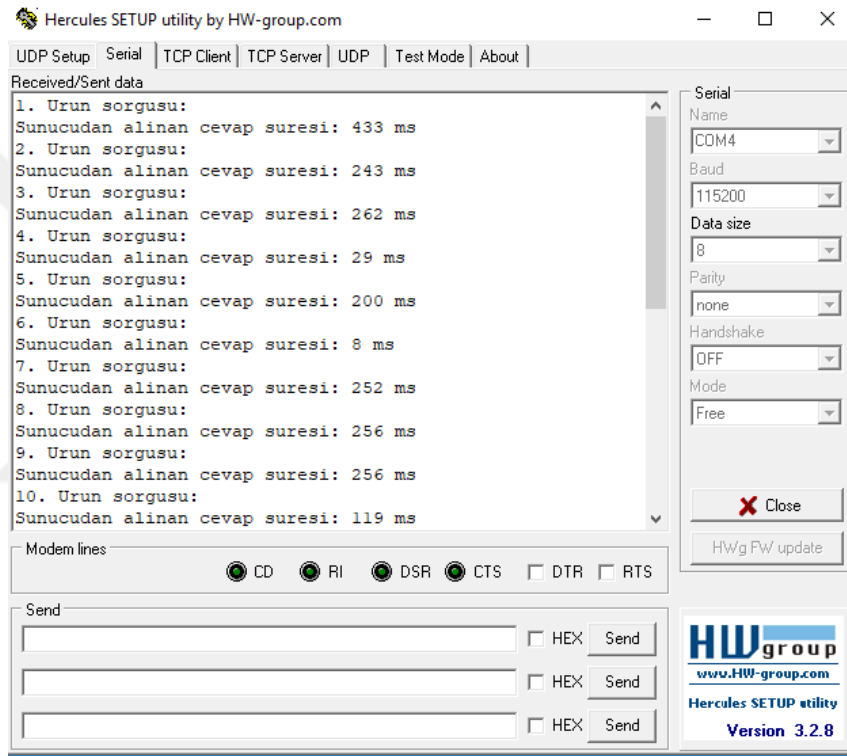 Hercules SETUP utility by HW-group.com
UDP Setup Serial TCP Client TCP Server UDP Test Mode About
Received/Sent data
1. Urun sorgusu:
Sunucudan alinan cevap suresi: 433 ms
2. Urun sorgusu:
Sunucudan alinan cevap suresi: 243 ms
3. Urun sorgusu:
Sunucudan alinan cevap suresi: 262 ms
4. Urun sorgusu:
Sunucudan alinan cevap suresi: 29 ms
5. Urun sorgusu:
Sunucudan alinan cevap suresi: 200 ms
6. Urun sorgusu:
Sunucudan alinan cevap suresi: 8 ms
7. Urun sorgusu:
Sunucudan alinan cevap suresi: 252 ms
8. Urun sorgusu:
Sunucudan alinan cevap suresi: 256 ms
9. Urun sorgusu:
Sunucudan alinan cevap suresi: 256 ms
10. Urun sorgusu:
Sunucudan alinan cevap suresi: 119 ms
Serial
Name
COM4
Baud
115200
Data size
8
Parity
none
Handshake
OFF
Mode
Free
Close
HWg FW update
Modem lines
CD RI DSR CTS DTR RTS
Send
HEX Send
HEX Send
HEX Send
HW group
www.HW-group.com
Hercules SETUP utility
Version 3.2.8